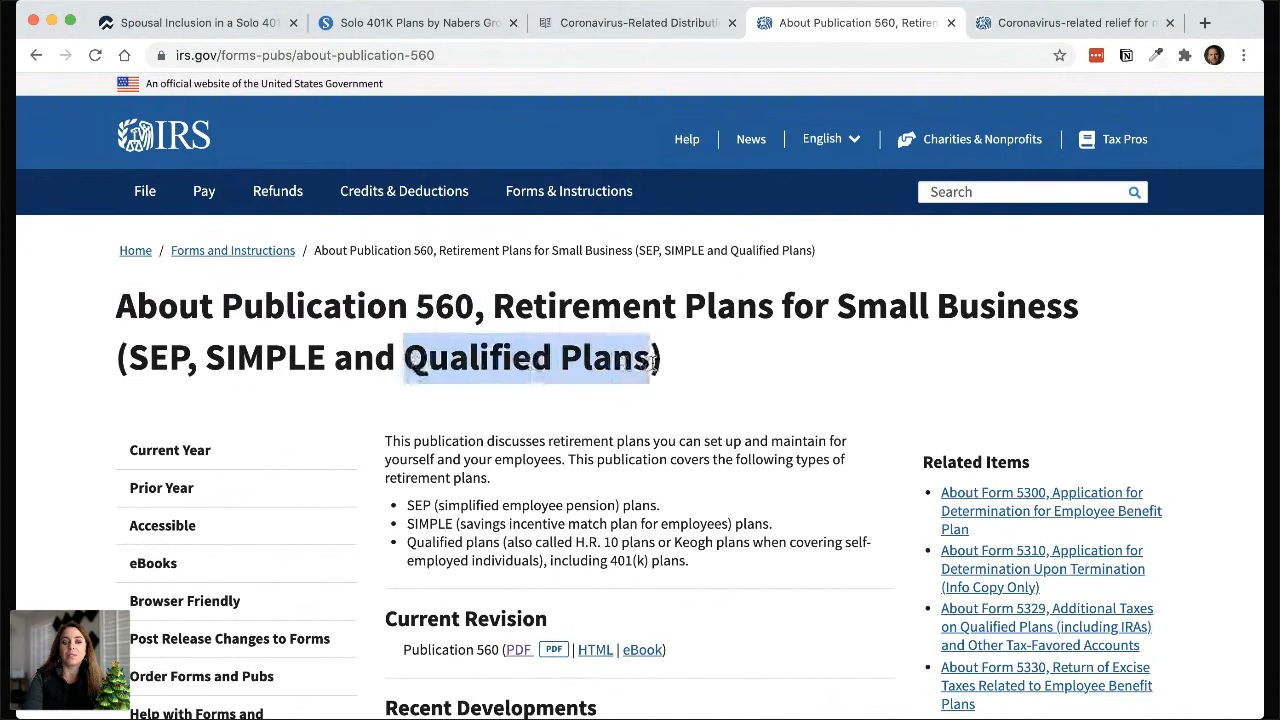 Spousal Inclusion in a Solo 401
Solo 401K Plans by Nabers Gro
Coronavirus-Related Distributi
About Publication 560, Retirem
Coronavirus-related relief for r
irs.gov/forms-pubs/about-publication-560
An official website of the United States Government
IRS
Help
News
English
Charities & Nonprofits
Tax Pros
File
Pay
Refunds
Credits & Deductions
Forms & Instructions
Search
Home / Forms and Instructions / About Publication 560, Retirement Plans for Small Business (SEP, SIMPLE and Qualified Plans)
About Publication 560, Retirement Plans for Small Business
(SEP, SIMPLE and Qualified Plans)
Current Year
Prior Year
Accessible
eBooks
Browser Friendly
Post Release Changes to Forms
Order Forms and Pubs
Help with Forms and
This publication discusses retirement plans you can set up and maintain for
yourself and your employees. This publication covers the following types of
retirement plans.
• SEP (simplified employee pension) plans.
• SIMPLE (savings incentive match plan for employees) plans.
• Qualified plans (also called H.R. 10 plans or Keogh plans when covering self-
employed individuals), including 401(k) plans.
Current Revision
Publication 560 (PDF PDF | HTML | eBook)
Recent Developments
Related Items
• About Form 5300, Application for
Determination for Employee Benefit
Plan
• About Form 5310, Application for
Determination Upon Termination
(Info Copy Only)
• About Form 5329, Additional Taxes
on Qualified Plans (including IRAs)
and Other Tax-Favored Accounts
• About Form 5330, Return of Excise
Taxes Related to Employee Benefit
Plans